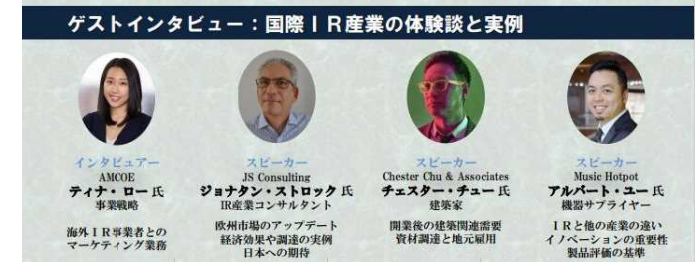 ゲストインタビュー：国際ＩＲ産業の体験談と実例
インタビュアー
AMCOE
ティナ・ロー 氏
事業戦略
海外ＩＲ事業者との
マーケティング業務
スピーカー
JS Consulting
ジョナタン・ストロック 氏
IR産業コンサルタント
欧州市場のアップデート
経済効果や調達の実例
日本への期待
スピーカー
Chester Chu & Associates
チェスター・チュー 氏
建築家
開業後の建築関連需要
資材調達と地元雇用
スピーカー
Music Hotpot
アルバート・ユー 氏
機器サプライヤー
ＩＲと他の産業の違い
イノベーションの重要性
製品評価の基準